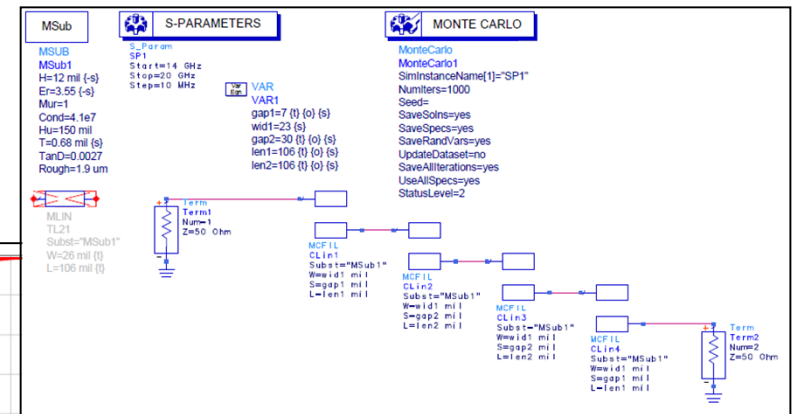 MSub
MSUB
MSub1
H=12 mil {-s}
Er=3.55 {-s}
Mur=1
Cond=4.1e7
Hu=150 mil
T=0.68 mil {s}
TanD=0.0027
Rough=1.9 um
S-PARAMETERS
S_Param
SP1
Start=14 GHz
Stop=20 GHz
Step=10 MHz
Var
Eqn
VAR
VAR1
gap1=7 {t} {o} {s}
wid1=23 {s}
gap2=30 {t} {o} {s}
len1=106 {t} {o} {s}
len2=106 {t} {o} {s}
MONTE CARLO
MonteCarlo
MonteCarlo1
SimInstanceName[1]="SP1"
NumIters=1000
Seed=
SaveSolns=yes
SaveSpecs=yes
SaveRandVars=yes
UpdateDataset=no
SaveAllIterations=yes
UseAllSpecs=yes
StatusLevel=2
MLIN
TL21
Subst="MSub1"
W=26 mil {t}
L=106 mil {t}
Term
Term1
Num=1
Z=50 Ohm
MCFIL
CLin1
Subst="MSub1"
W=wid1 mil
S=gap1 mil
L=len1 mil
MCFIL
CLin2
Subst="MSub1"
W=wid1 mil
S=gap2 mil
L=len2 mil
MCFIL
CLin3
Subst="MSub1"
W=wid1 mil
S=gap2 mil
L=len2 mil
MCFIL
CLin4
Subst="MSub1"
W=wid1 mil
S=gap1 mil
L=len1 mil
Term
Term2
Num=2
Z=50 Ohm